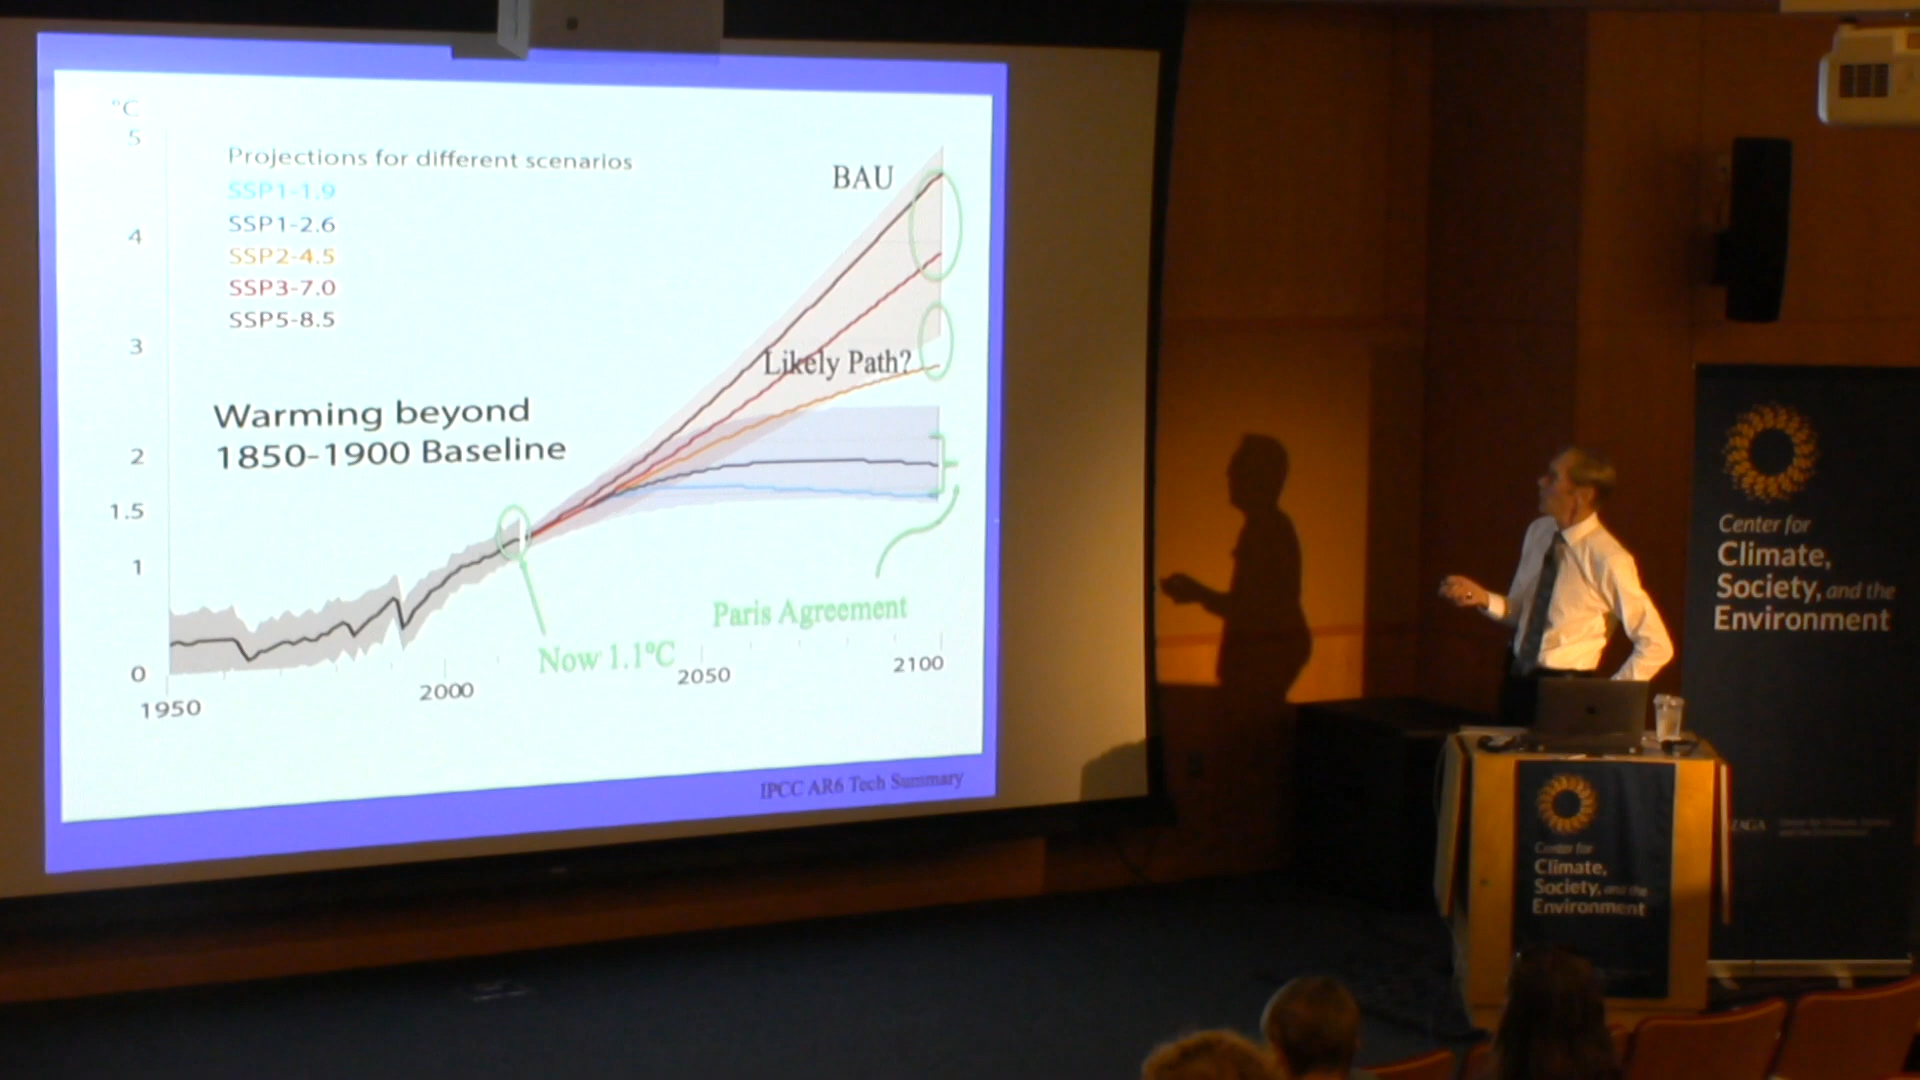 °C
5
4
3
2
1.5
1
0
Projections for different scenarios
SSP1-1.9
SSP1-2.6
SSP2-4.5
SSP3-7.0
SSP5-8.5
BAU
Likely Path?
Warming beyond
1850-1900 Baseline
Paris Agreement
Now 1.1°C
1950
2000
2050
2100
IPCC AR6 Tech Summary
Center for
Climate,
Society, and the
Environment
Center for
Climate,
Society, and the
Environment